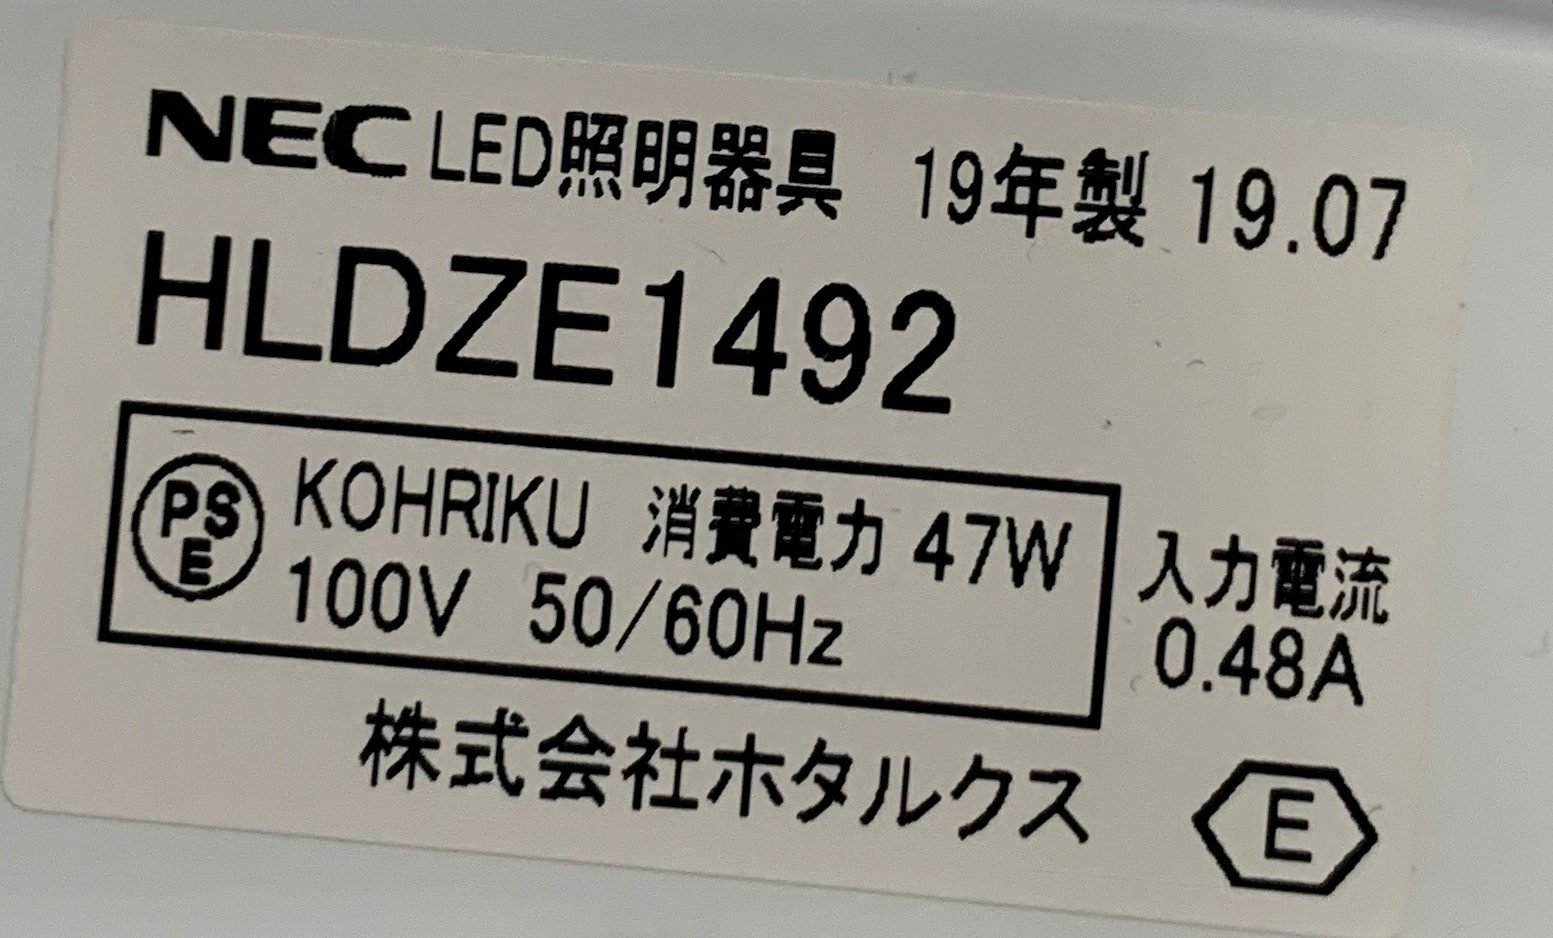 NEC LED照明器具 19年製 19.07
HLDZE1492
PS
E
KOHRIKU 消費電力 47W
100V 50/60Hz
入力電流
0.48A
株式会社ホタルクス
E